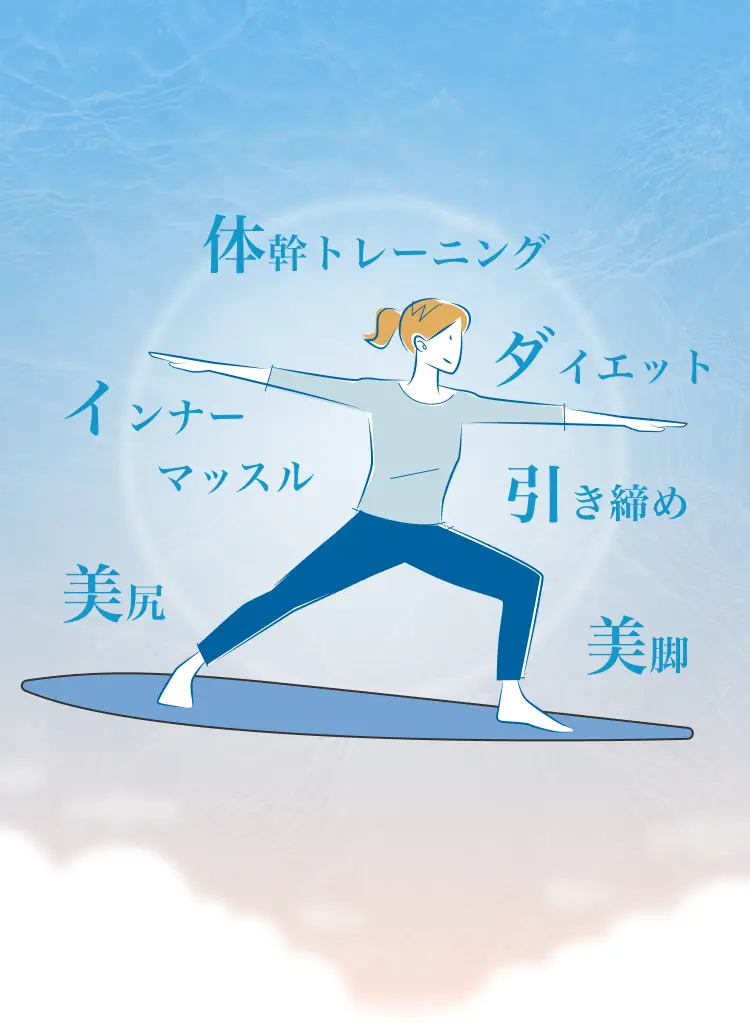 体幹トレーニング
ダイエット
インナー
マッスル
引き締め
美尻
美脚